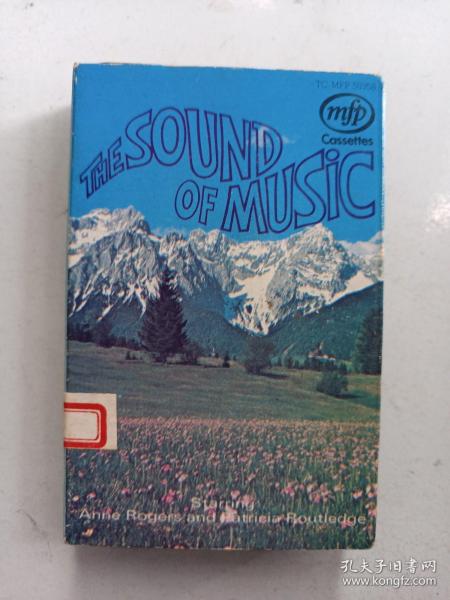 TC-MFP 50358
mfp
Cassettes
THE SOUND
OF MUSIC
Starring
Anne Rogers and Patricia Routledge
孔夫子旧书网
www.kongfz.com